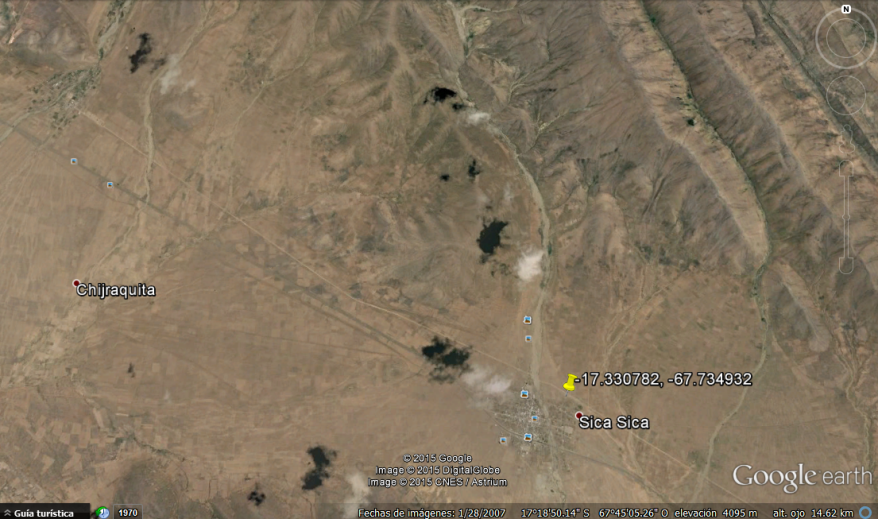 N
Chijraquita
-17.330782, -67.734932
Sica Sica
© 2015 Google
Image © 2015 DigitalGlobe
Image © 2015 CNES / Astrium
Google earth
Guía turística
1970
Fechas de imágenes: 1/28/2007 17°18'50.14" S 67°45'05.26" O elevación 4095 m alt. ojo 14.62 km